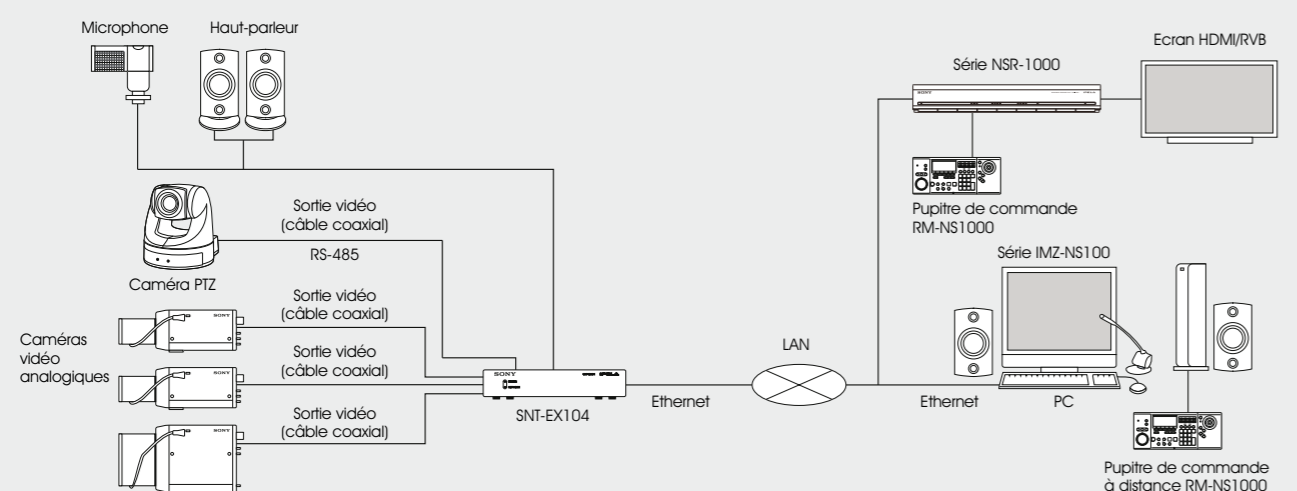 Microphone
Haut-parleur
Ecran HDMI/RVB
Série NSR-1000
SONY
Pupitre de commande
RM-NS1000
Sortie vidéo
(câble coaxial)
RS-485
Caméra PTZ
Série IMZ-NS100
Sortie vidéo
(câble coaxial)
SONY
Caméras
vidéo
analogiques
Sortie vidéo
(câble coaxial)
SONY
LAN
SONY
SNT-EX104
Ethernet
Ethernet
PC
Sortie vidéo
(câble coaxial)
SONY
Pupitre de commande
à distance RM-NS1000